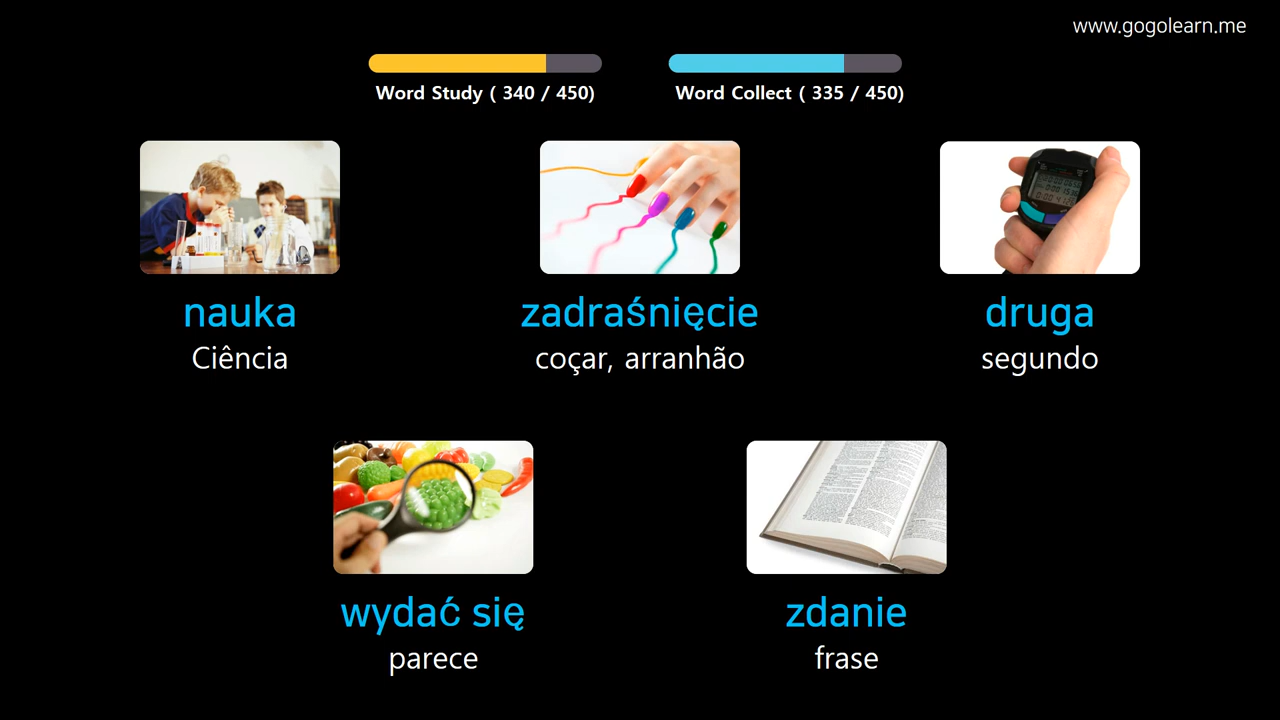 www.gogolearn.me
Word Study ( 340 / 450)
Word Collect ( 335 / 450)
nauka
Ciência
zadraśnięcie
coçar, arranhão
druga
segundo
wydać się
parece
zdanie
frase